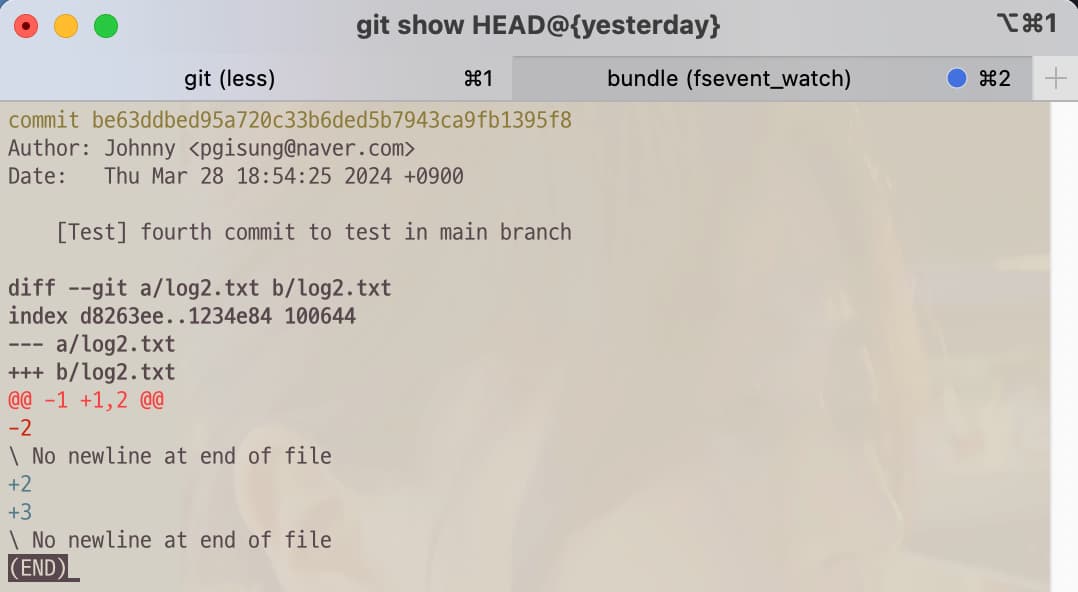 git show HEAD@{yesterday}
⌥⌘1
git (less)
⌘1
bundle (fsevent_watch)
⌘2
commit be63ddbed95a720c33b6ded5b7943ca9fb1395f8
Author: Johnny <pgisung@naver.com>
Date:   Thu Mar 28 18:54:25 2024 +0900
[Test] fourth commit to test in main branch
diff --git a/log2.txt b/log2.txt
index d8263ee..1234e84 100644
--- a/log2.txt
+++ b/log2.txt
@@ -1 +1,2 @@
-2
\ No newline at end of file
+2
+3
\ No newline at end of file
(END)